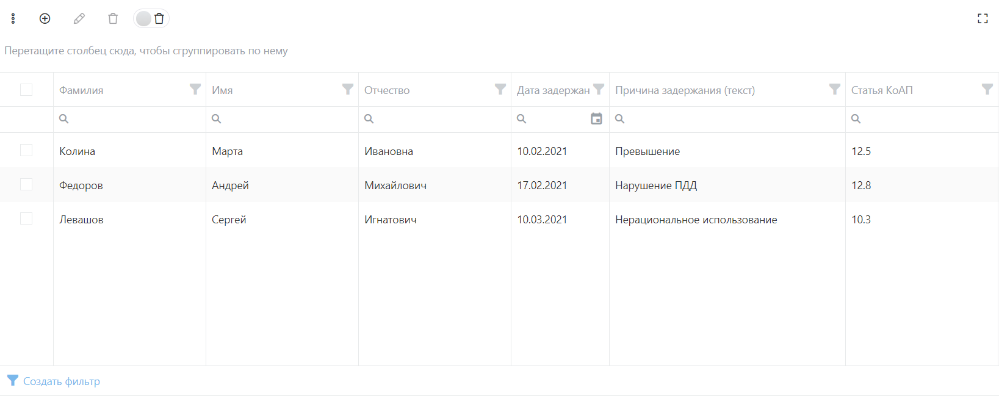 Перетащите столбец сюда, чтобы сгруппировать по нему
Фамилия Имя Отчество Дата задержан Причина задержания (текст) Статья КоАП
Колина Марта Ивановна 10.02.2021 Превышение 12.5
Федоров Андрей Михайлович 17.02.2021 Нарушение ПДД 12.8
Левашов Сергей Игнатович 10.03.2021 Нерациональное использование 10.3
Создать фильтр